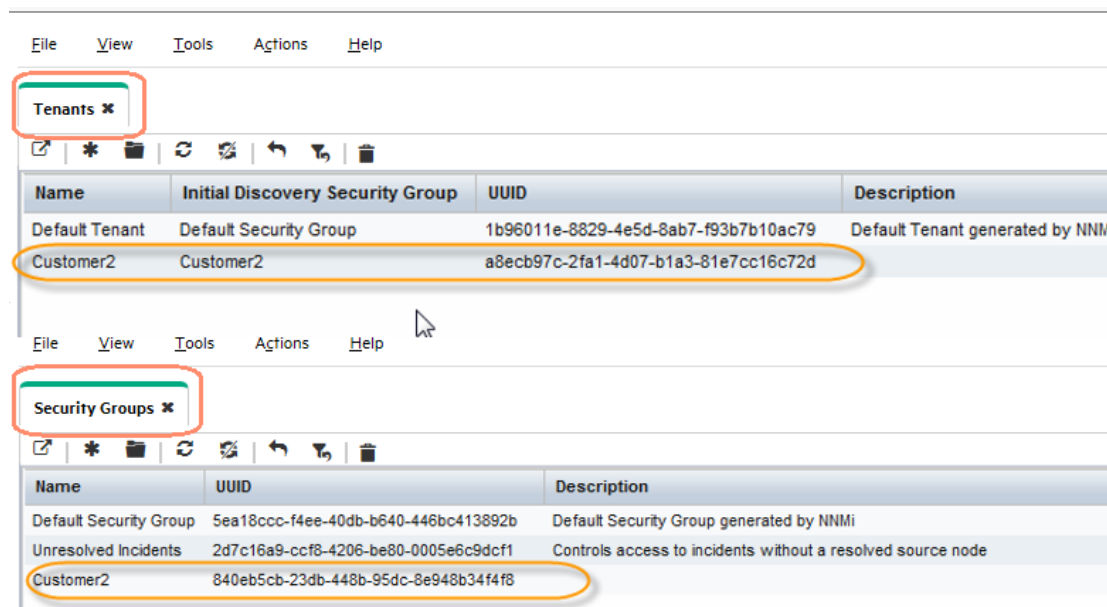 File View Tools Actions Help
Tenants ✖
Name Initial Discovery Security Group UUID Description
Default Tenant Default Security Group 1b96011e-8829-4e5d-8ab7-f93b7b10ac79 Default Tenant generated by NNM
Customer2 Customer2 a8ecb97c-2fa1-4d07-b1a3-81e7cc16c72d
File View Tools Actions Help
Security Groups ✖
Name UUID Description
Default Security Group 5ea18ccc-f4ee-40db-b640-446bc413892b Default Security Group generated by NNMi
Unresolved Incidents 2d7c16a9-ccf8-4206-be80-0005e6c9dcf1 Controls access to incidents without a resolved source node
Customer2 840eb5cb-23db-448b-95dc-8e948b34f4f8